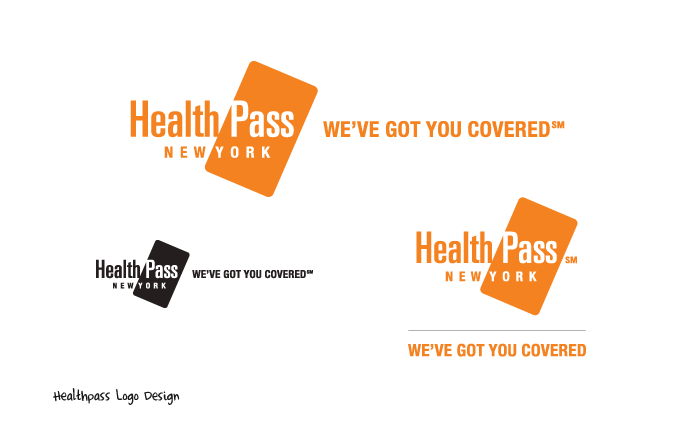 Health Pass
NEW YORK
WE'VE GOT YOU COVERED℠
Health Pass
NEW YORK
WE'VE GOT YOU COVERED℠
Health Pass℠
NEW YORK
WE'VE GOT YOU COVERED
Healthpass Logo Design